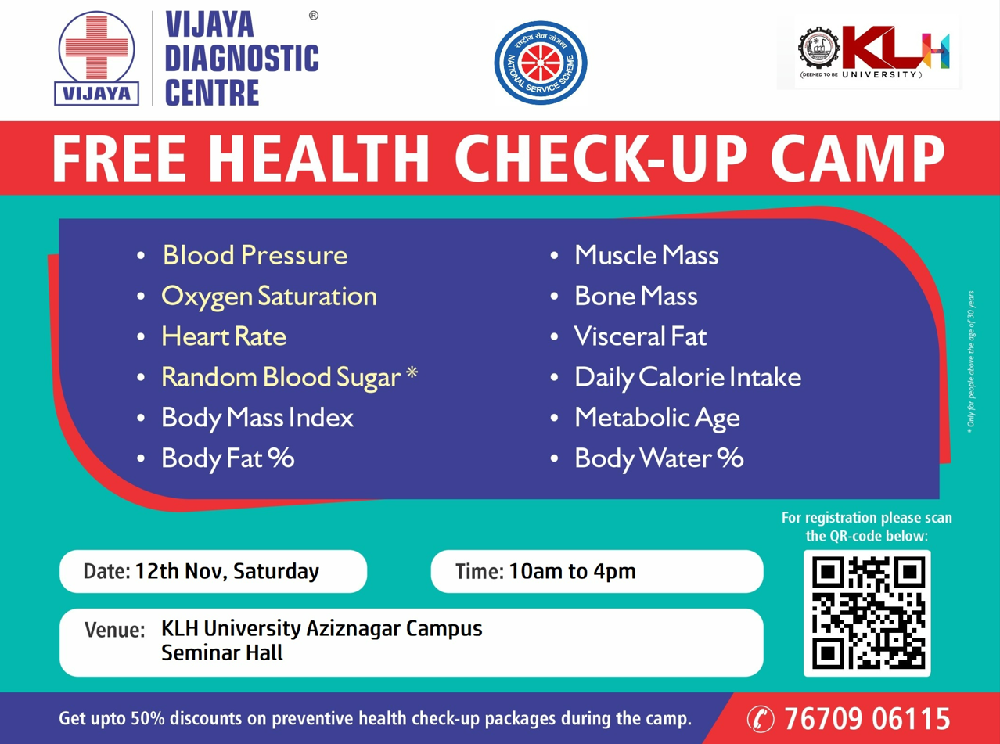 VIJAYA
DIAGNOSTIC
CENTRE
®
VIJAYA
राष्ट्रीय सेवा योजना
NATIONAL SERVICE SCHEME
KLH
(DEEMED TO BE UNIVERSITY)
FREE HEALTH CHECK-UP CAMP
• Blood Pressure
• Oxygen Saturation
• Heart Rate
• Random Blood Sugar *
• Body Mass Index
• Body Fat %
• Muscle Mass
• Bone Mass
• Visceral Fat
• Daily Calorie Intake
• Metabolic Age
• Body Water %
* Only for people above the age of 30 years
For registration please scan
the QR-code below:
Date: 12th Nov, Saturday
Time: 10am to 4pm
Venue: KLH University Aziznagar Campus
Seminar Hall
Get upto 50% discounts on preventive health check-up packages during the camp.
76709 06115